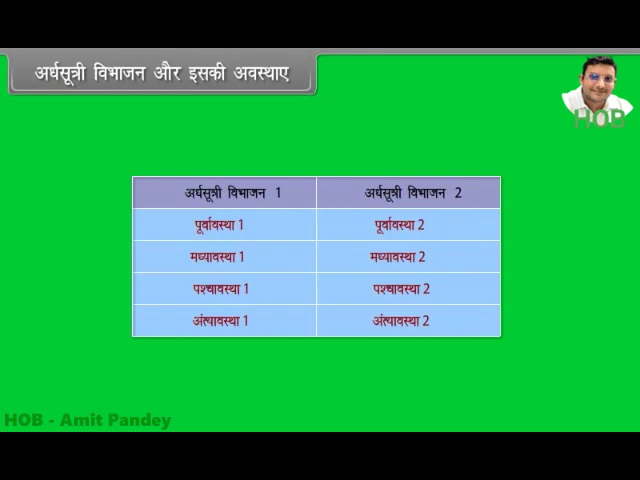 अर्धसूत्री विभाजन और इसकी अवस्थाए
HOB
अर्धसूत्री विभाजन 1 अर्धसूत्री विभाजन 2
पूर्वावस्था 1 पूर्वावस्था 2
मध्यावस्था 1 मध्यावस्था 2
पश्चावस्था 1 पश्चावस्था 2
अंत्यावस्था 1 अंत्यावस्था 2
HOB - Amit Pandey